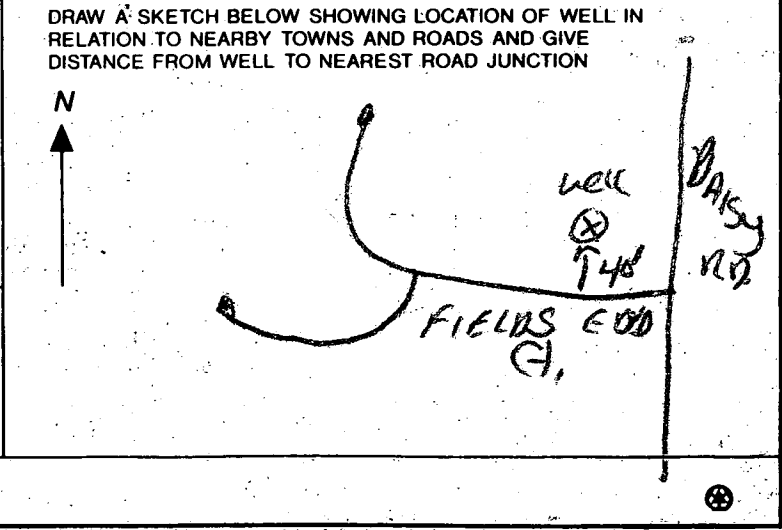 DRAW A SKETCH BELOW SHOWING LOCATION OF WELL IN
RELATION TO NEARBY TOWNS AND ROADS AND GIVE
DISTANCE FROM WELL TO NEAREST ROAD JUNCTION
N
well
40'
DAISY
RD
FIELDS END
Ct.